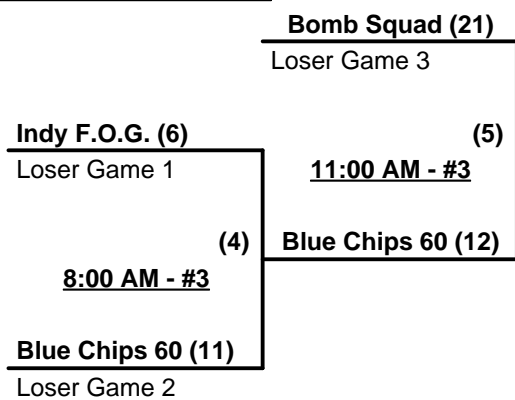 Bomb Squad (21)
Loser Game 3
Indy F.O.G. (6)
(5)
Loser Game 1
11:00 AM - #3
(4)
Blue Chips 60 (12)
8:00 AM - #3
Blue Chips 60 (11)
Loser Game 2